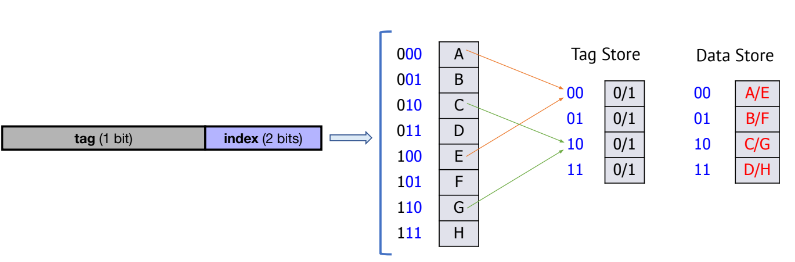 tag (1 bit) index (2 bits)
000 A
001 B
010 C
011 D
100 E
101 F
110 G
111 H
Tag Store
00 0/1
01 0/1
10 0/1
11 0/1
Data Store
00 A/E
01 B/F
10 C/G
11 D/H